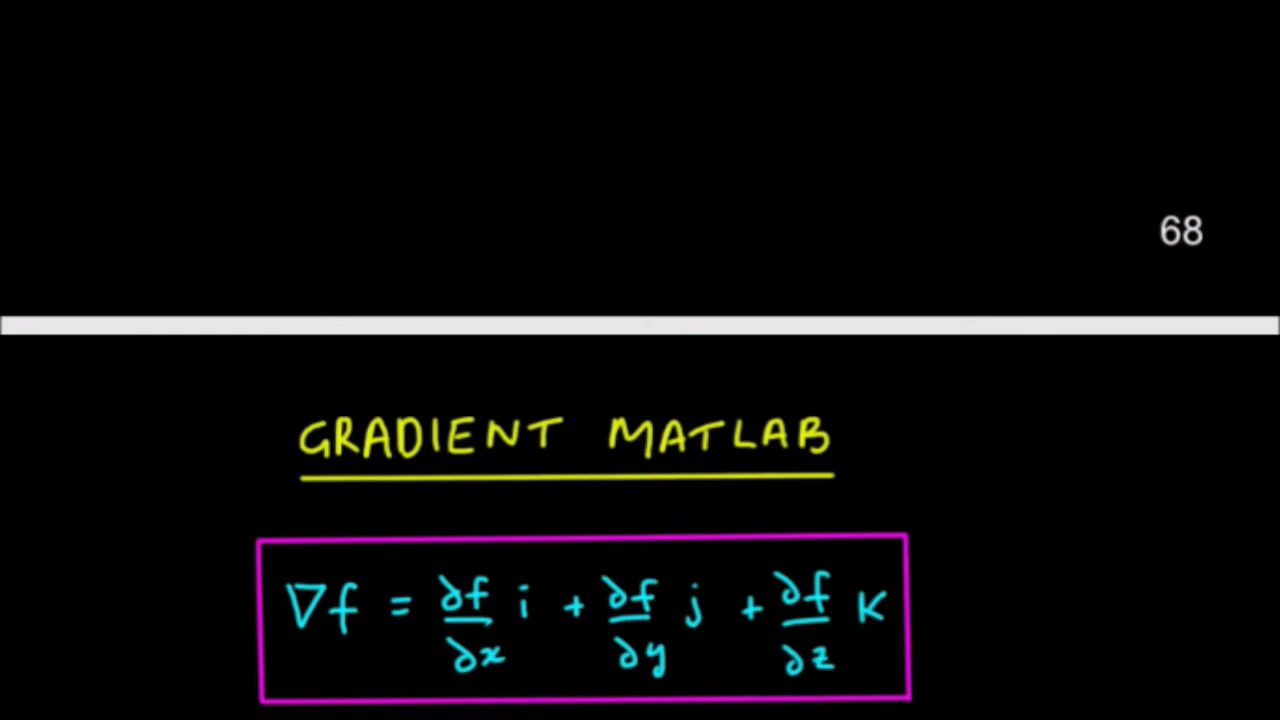 68
GRADIENT MATLAB
∇f = ∂f/∂x i + ∂f/∂y j + ∂f/∂z k